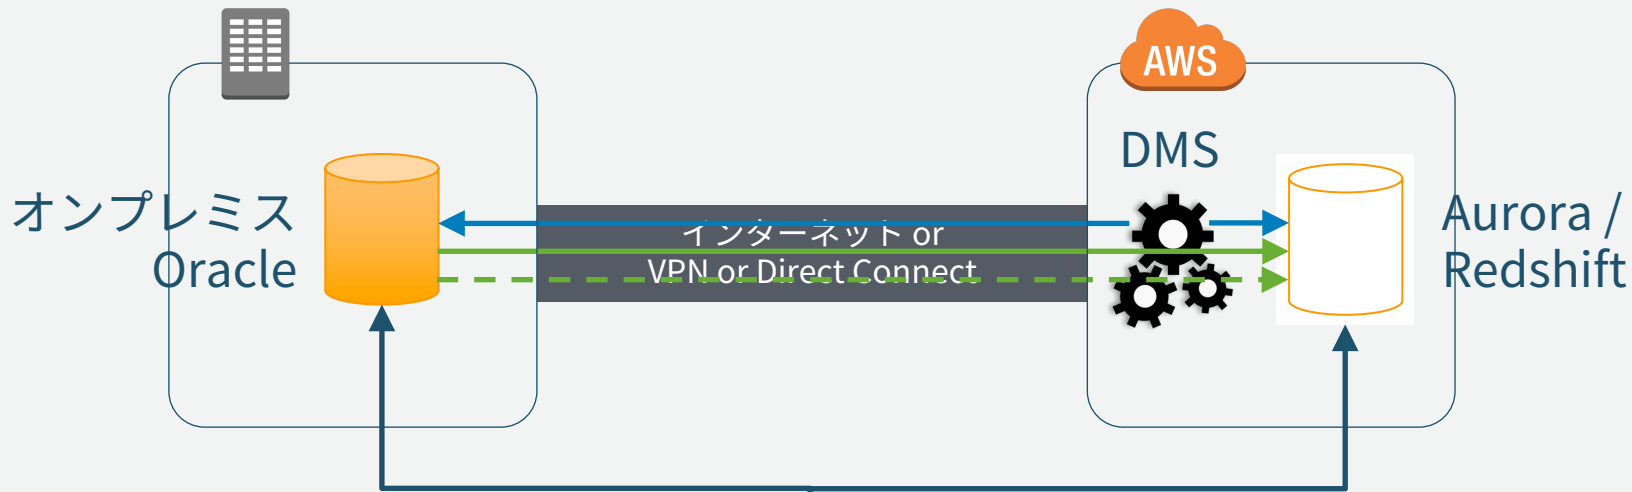 AWS
DMS
オンプレミス
Oracle
インターネット or
VPN or Direct Connect
Aurora /
Redshift